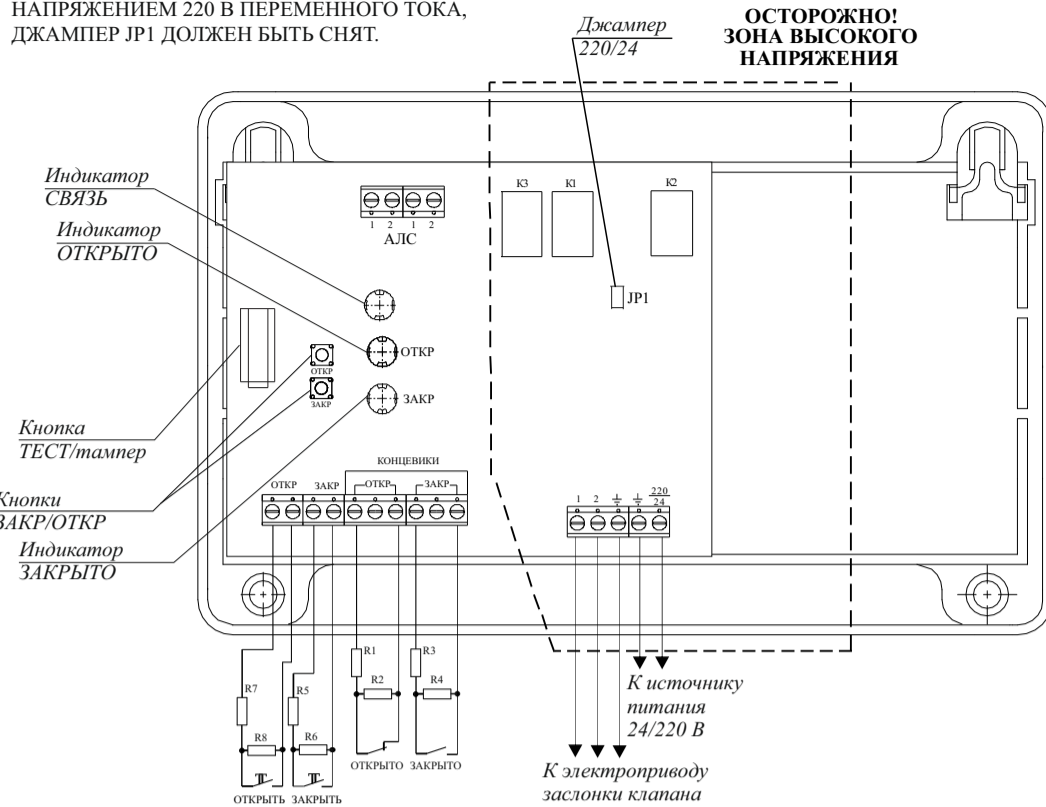 НАПРЯЖЕНИЕМ 220 В ПЕРЕМЕННОГО ТОКА,
ДЖАМПЕР JP1 ДОЛЖЕН БЫТЬ СНЯТ.
Джампер
220/24
ОСТОРОЖНО!
ЗОНА ВЫСОКОГО
НАПРЯЖЕНИЯ
Индикатор
СВЯЗЬ
Индикатор
ОТКРЫТО
1 2 1 2
АЛС
К3 К1 К2
JP1
ОТКР
ОТКР
ЗАКР
ЗАКР
Кнопка
ТЕСТ/тампер
Кнопки
ЗАКР/ОТКР
Индикатор
ЗАКРЫТО
КОНЦЕВИКИ
ОТКР ЗАКР ОТКР ЗАКР
1 2 220
24
R1 R3
R2 R4
R7 R5
R8 R6
ОТКРЫТО ЗАКРЫТО
ОТКРЫТЬ ЗАКРЫТЬ
К источнику
питания
24/220 В
К электроприводу
заслонки клапана